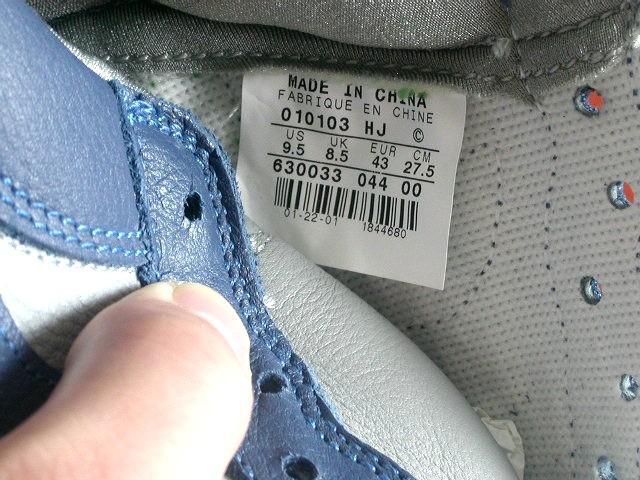 MADE IN CHINA
FABRIQUE EN CHINE
010103 HJ ©
US UK EUR CM
9.5 8.5 43 27.5
630033 044 00
01-22-01 1844680